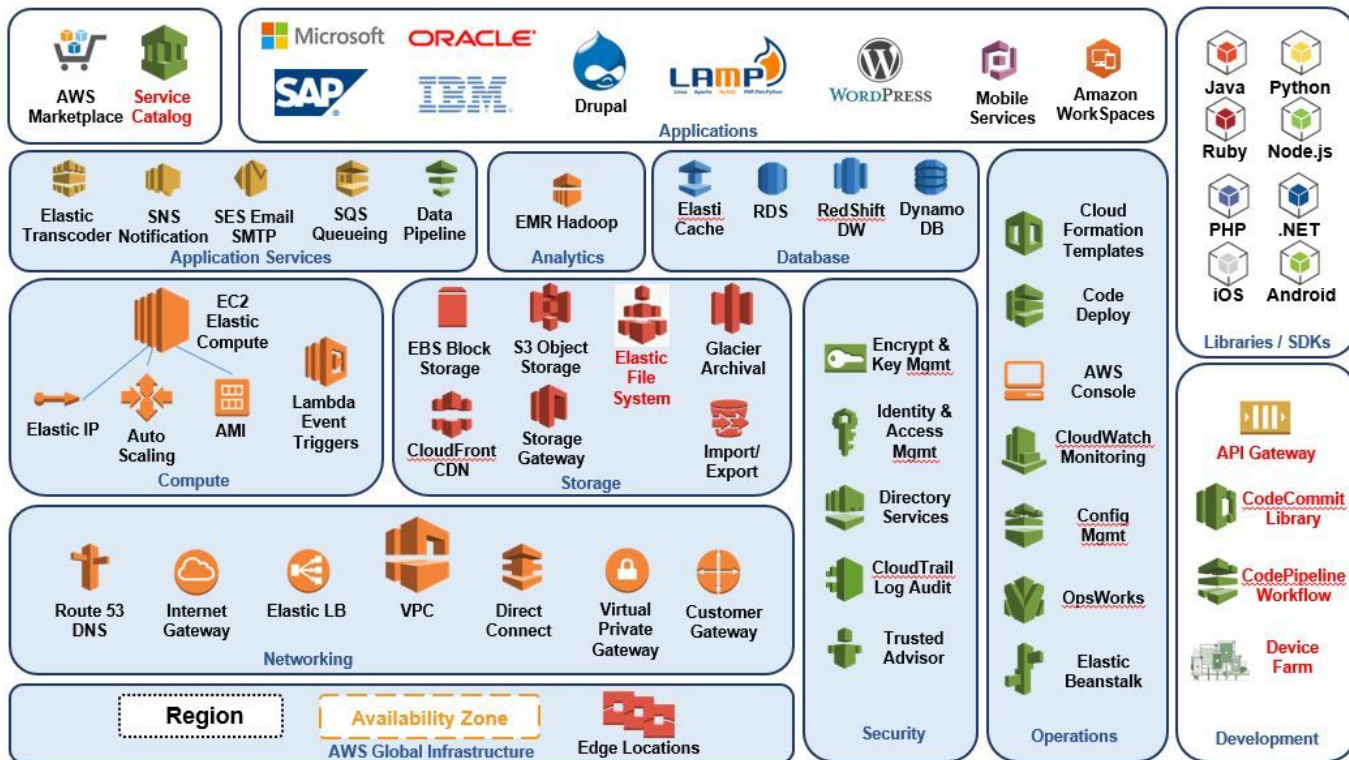 AWS
Marketplace
Service
Catalog
Microsoft
ORACLE®
SAP®
IBM®
Drupal
LAMP
Linux Apache MySQL PHP,Perl,Python
WORDPRESS
Mobile
Services
Amazon
WorkSpaces
Applications
Java
Python
Ruby
Node.js
PHP
.NET
iOS
Android
Libraries / SDKs
Elastic
Transcoder
SNS
Notification
SES Email
SMTP
SQS
Queueing
Data
Pipeline
Application Services
EMR Hadoop
Analytics
Elasti
Cache
RDS
RedShift
DW
Dynamo
DB
Database
EC2
Elastic
Compute
Elastic IP
Auto
Scaling
AMI
Lambda
Event
Triggers
Compute
EBS Block
Storage
S3 Object
Storage
Elastic
File
System
Glacier
Archival
CloudFront
CDN
Storage
Gateway
Import/
Export
Storage
Route 53
DNS
Internet
Gateway
Elastic LB
VPC
Direct
Connect
Virtual
Private
Gateway
Customer
Gateway
Networking
Region
Availability Zone
Edge Locations
AWS Global Infrastructure
Encrypt &
Key Mgmt
Identity &
Access
Mgmt
Directory
Services
CloudTrail
Log Audit
Trusted
Advisor
Security
Cloud
Formation
Templates
Code
Deploy
AWS
Console
CloudWatch
Monitoring
Config
Mgmt
OpsWorks
Elastic
Beanstalk
Operations
API Gateway
CodeCommit
Library
CodePipeline
Workflow
Device
Farm
Development